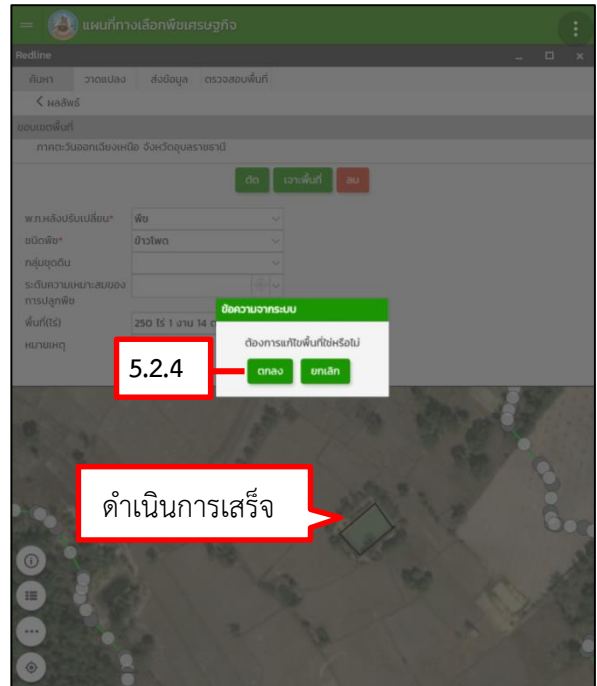 แผนที่ทางเลือกพืชเศรษฐกิจ
Redline
ค้นหา วาดแปลง ส่งข้อมูล ตรวจสอบพื้นที่
ผลลัพธ์
ขอบเขตพื้นที่
ภาคตะวันออกเฉียงเหนือ จังหวัดอุบลราชธานี
ตัด เจาะพื้นที่ ลบ
พ.ท.หลังปรับเปลี่ยน* พืช
ชนิดพืช* ข้าวโพด
กลุ่มชุดดิน
ระดับความเหมาะสมของ
การปลูกพืช
พื้นที่(ไร่) 250 ไร่ 1 งาน 14 ต
หมายเหตุ
ข้อความจากระบบ
ต้องการแก้ไขพื้นที่ใช่หรือไม่
ตกลง ยกเลิก
5.2.4
ดำเนินการเสร็จ